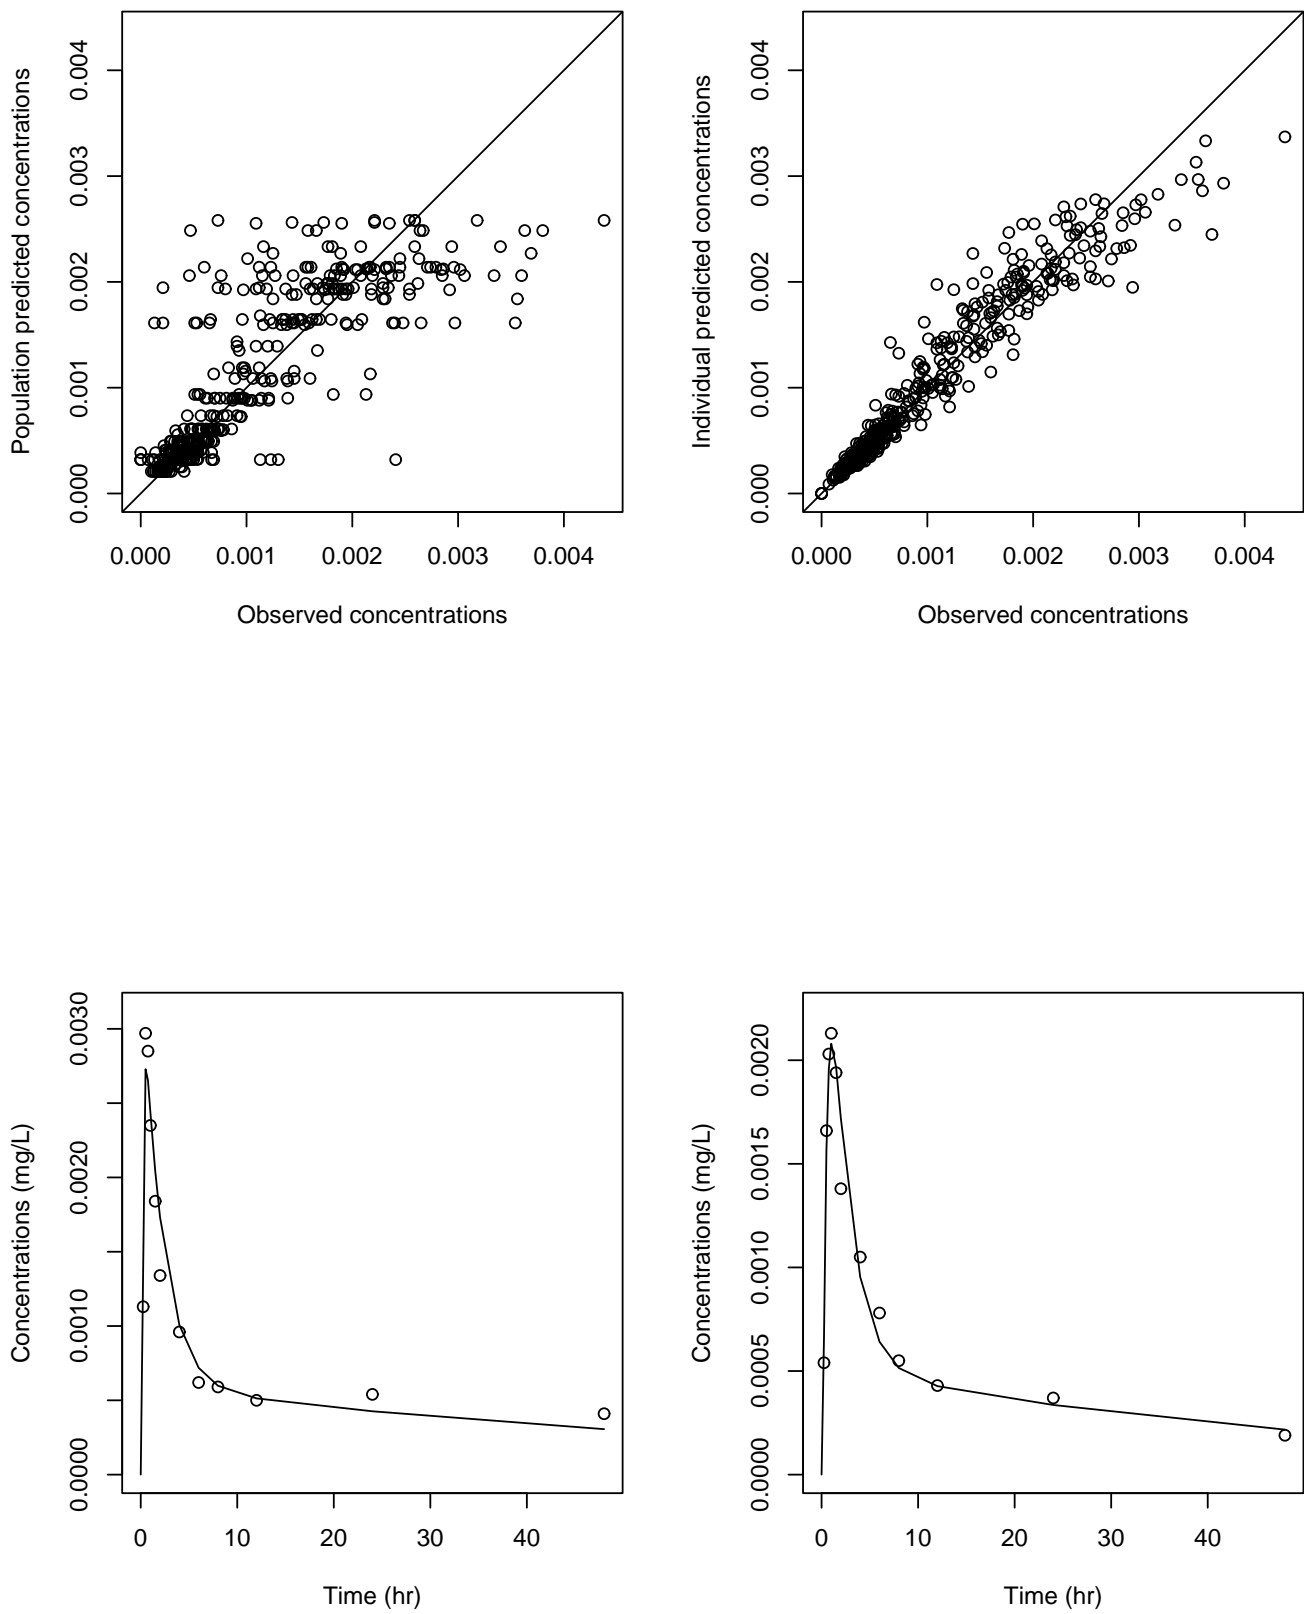 Population predicted concentrations
0.000 0.001 0.002 0.003 0.004
0.000 0.001 0.002 0.003 0.004
Observed concentrations
Individual predicted concentrations
0.000 0.001 0.002 0.003 0.004
0.000 0.001 0.002 0.003 0.004
Observed concentrations
Concentrations (mg/L)
0.0000 0.0010 0.0020 0.0030
0 10 20 30 40
Time (hr)
Concentrations (mg/L)
0.0000 0.0005 0.0010 0.0015 0.0020
0 10 20 30 40
Time (hr)